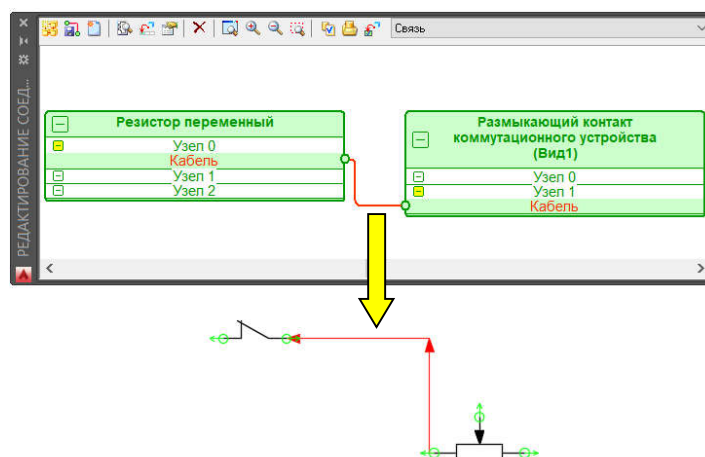 Связь
РЕДАКТИРОВАНИЕ СОЕД...
Резистор переменный
Узел 0
Кабель
Узел 1
Узел 2
Размыкающий контакт
коммутационного устройства
(Вид1)
Узел 0
Узел 1
Кабель